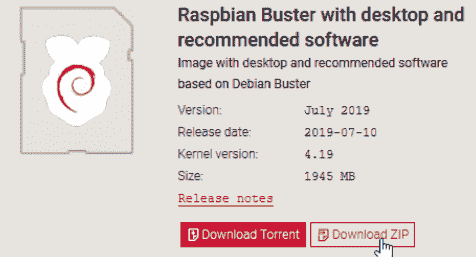 Raspbian Buster with desktop and
recommended software
Image with desktop and recommended software
based on Debian Buster
Version: July 2019
Release date: 2019-07-10
Kernel version: 4.19
Size: 1945 MB
Release notes
Download Torrent Download ZIP